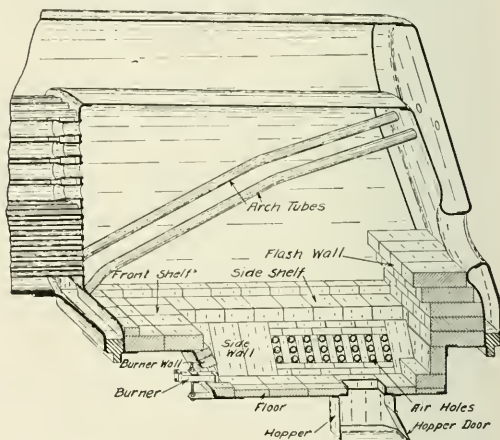 Arch Tubes
Flash Wall
"Front Shelf"
Side Shelf
Side
Wall
Burner Wall
Burner
Floor
Air Holes
Hopper
Hopper Door